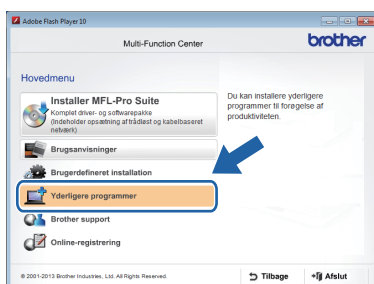 Adobe Flash Player 10
Multi-Function Center
brother
Hovedmenu
Installer MFL-Pro Suite
Komplet driver- og softwarepakke
(indeholder opsætning af trådløst og kabelbaseret
netværk)
Brugsanvisninger
Brugerdefineret installation
Yderligere programmer
Brother support
Online-registrering
Du kan installere yderligere
programmer til forøgelse af
produktiviteten.
© 2001-2013 Brother Industries, Ltd. All Rights Reserved.
Tilbage
Afslut